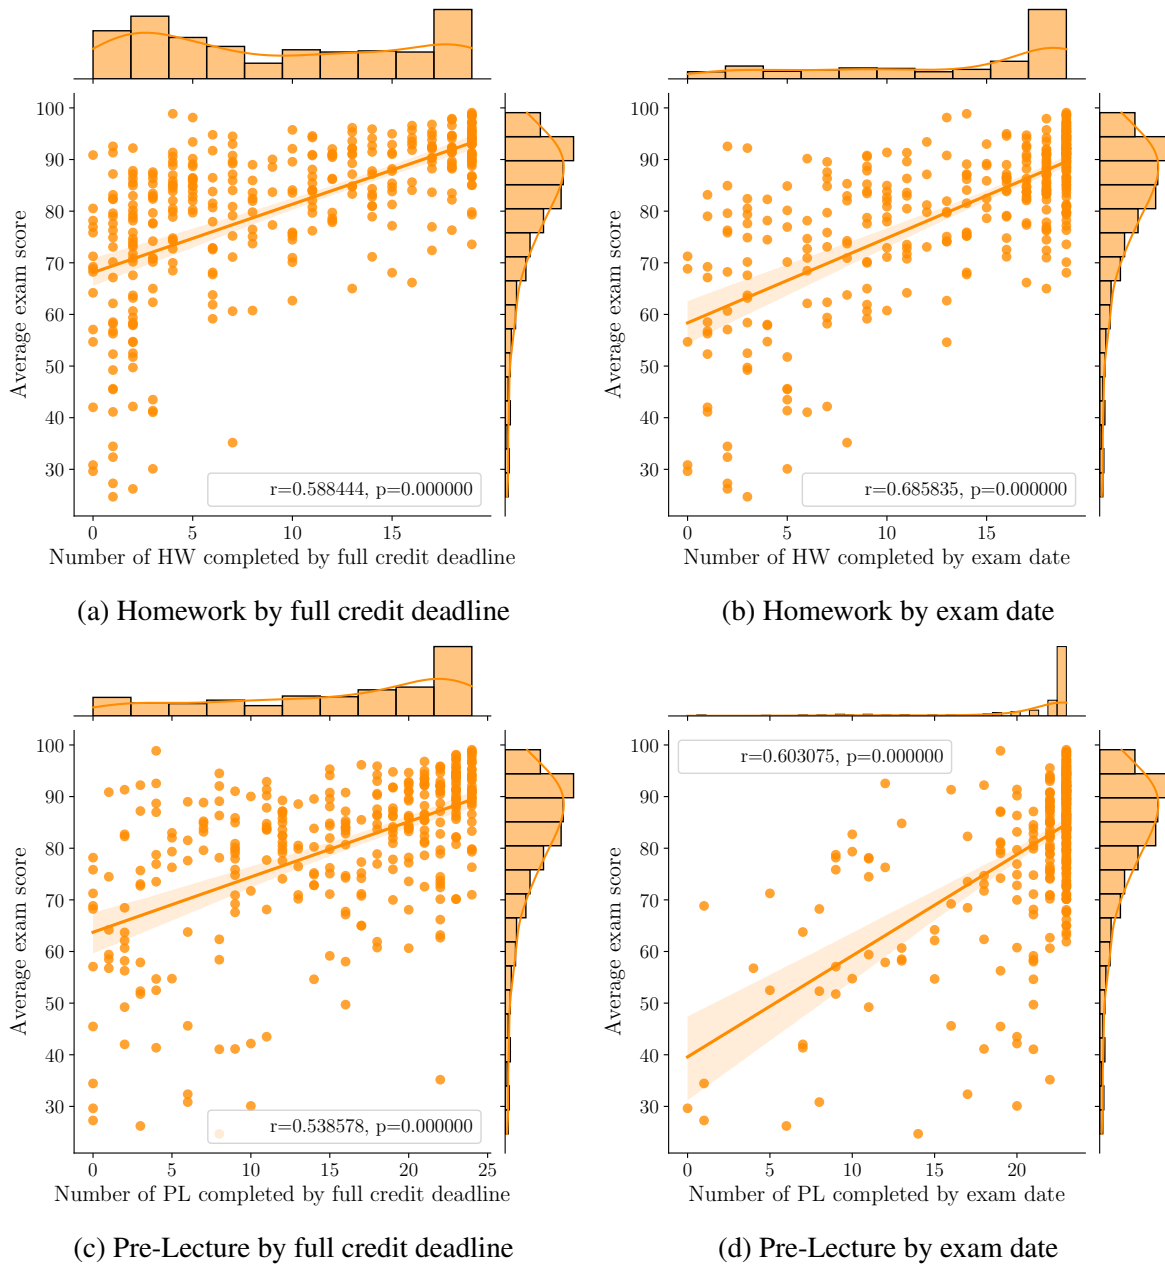 100
90
80
70
60
50
40
30
Average exam score
r=0.588444, p=0.000000
0 5 10 15
Number of HW completed by full credit deadline
(a) Homework by full credit deadline
100
90
80
70
60
50
40
30
Average exam score
r=0.685835, p=0.000000
0 5 10 15
Number of HW completed by exam date
(b) Homework by exam date
100
90
80
70
60
50
40
30
Average exam score
r=0.538578, p=0.000000
0 5 10 15 20 25
Number of PL completed by full credit deadline
(c) Pre-Lecture by full credit deadline
r=0.603075, p=0.000000
100
90
80
70
60
50
40
30
Average exam score
0 5 10 15 20
Number of PL completed by exam date
(d) Pre-Lecture by exam date